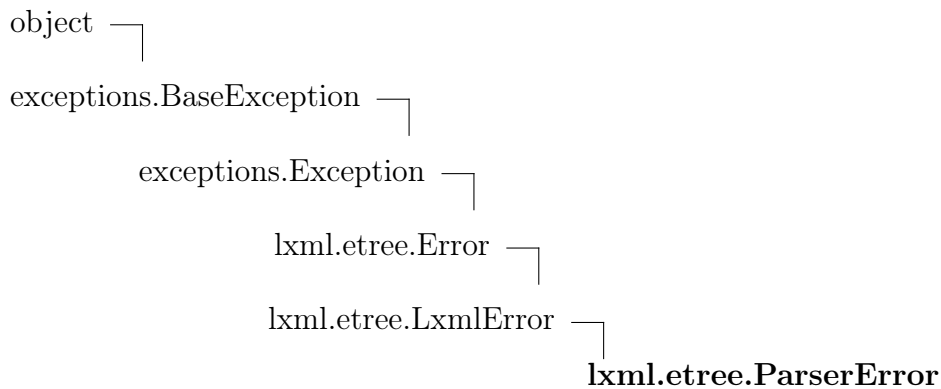 object
exceptions.BaseException
exceptions.Exception
lxml.etree.Error
lxml.etree.LxmlError
lxml.etree.ParserError